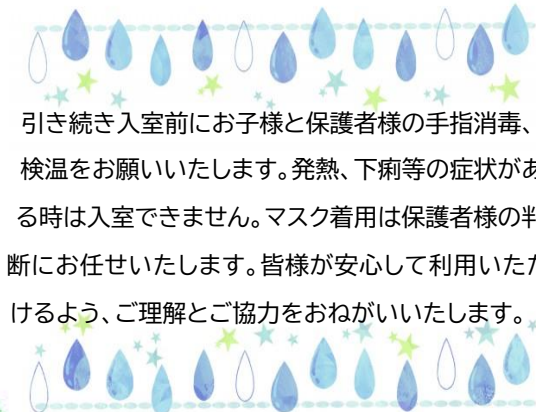 引き続き入室前にお子様と保護者様の手指消毒、
検温をお願いいたします。発熱、下痢等の症状があ
る時は入室できません。マスク着用は保護者様の判
断にお任せいたします。皆様が安心して利用いただ
けるよう、ご理解とご協力をおねがいいたします。